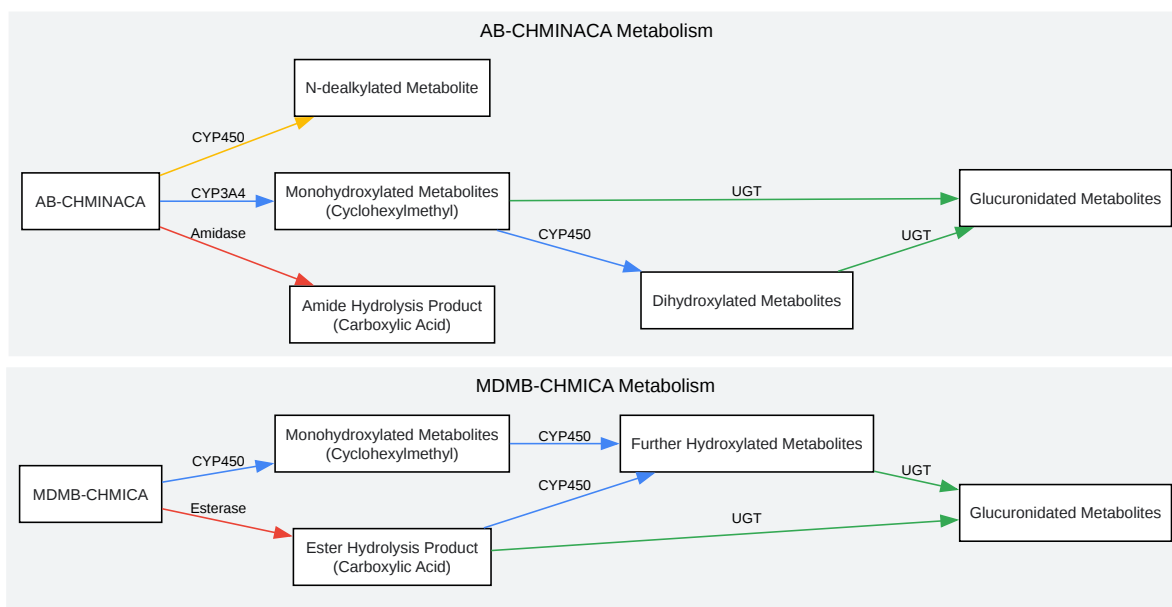 AB-CHMINACA Metabolism
N-dealkylated Metabolite
CYP450
AB-CHMINACA
CYP3A4
Monohydroxylated Metabolites
(Cyclohexylmethyl)
UGT
Glucuronidated Metabolites
Amidase
CYP450
UGT
Amide Hydrolysis Product
(Carboxylic Acid)
Dihydroxylated Metabolites
MDMB-CHMICA Metabolism
Monohydroxylated Metabolites
(Cyclohexylmethyl)
CYP450
Further Hydroxylated Metabolites
CYP450
MDMB-CHMICA
CYP450
UGT
Esterase
Glucuronidated Metabolites
UGT
Ester Hydrolysis Product
(Carboxylic Acid)